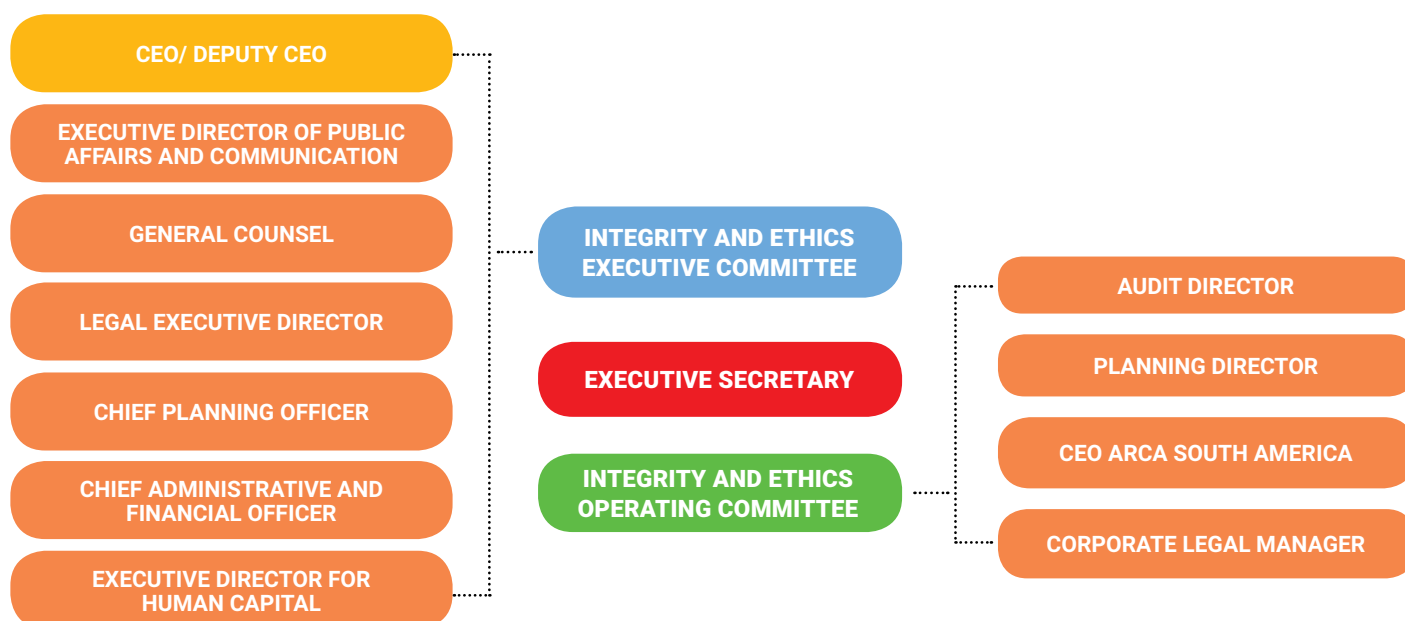 CEO/ DEPUTY CEO
EXECUTIVE DIRECTOR OF PUBLIC
AFFAIRS AND COMMUNICATION
GENERAL COUNSEL
LEGAL EXECUTIVE DIRECTOR
CHIEF PLANNING OFFICER
CHIEF ADMINISTRATIVE AND
FINANCIAL OFFICER
EXECUTIVE DIRECTOR FOR
HUMAN CAPITAL
INTEGRITY AND ETHICS
EXECUTIVE COMMITTEE
EXECUTIVE SECRETARY
INTEGRITY AND ETHICS
OPERATING COMMITTEE
AUDIT DIRECTOR
PLANNING DIRECTOR
CEO ARCA SOUTH AMERICA
CORPORATE LEGAL MANAGER